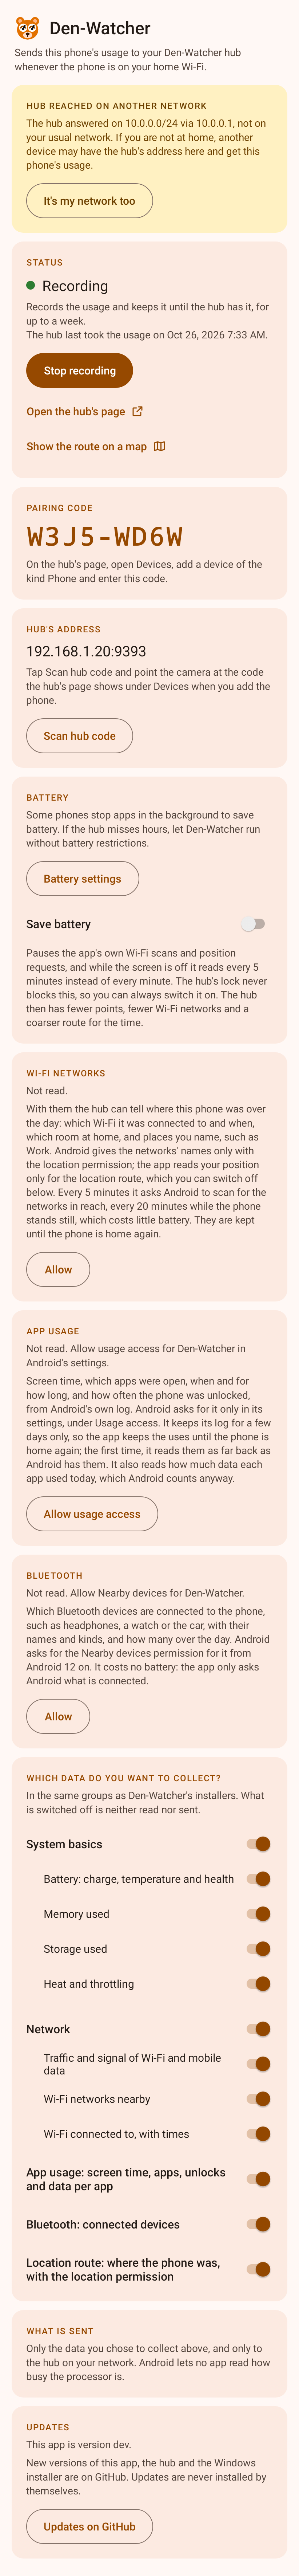 Den-Watcher
Sends this phone's usage to your Den-Watcher hub
whenever the phone is on your home Wi-Fi.
HUB REACHED ON ANOTHER NETWORK
The hub answered on 10.0.0.0/24 via 10.0.0.1, not on
your usual network. If you are not at home, another
device may have the hub's address here and get this
phone's usage.
It's my network too
STATUS
Recording
Records the usage and keeps it until the hub has it, for
up to a week.
The hub last took the usage on Oct 26, 2026 7:33 AM.
Stop recording
Open the hub's page
Show the route on a map
PAIRING CODE
W3J5-WD6W
On the hub's page, open Devices, add a device of the
kind Phone and enter this code.
HUB'S ADDRESS
192.168.1.20:9393
Tap Scan hub code and point the camera at the code
the hub's page shows under Devices when you add the
phone.
Scan hub code
BATTERY
Some phones stop apps in the background to save
battery. If the hub misses hours, let Den-Watcher run
without battery restrictions.
Battery settings
Save battery
Pauses the app's own Wi-Fi scans and position
requests, and while the screen is off it reads every 5
minutes instead of every minute. The hub's lock never
blocks this, so you can always switch it on. The hub
then has fewer points, fewer Wi-Fi networks and a
coarser route for the time.
WI-FI NETWORKS
Not read.
With them the hub can tell where this phone was over
the day: which Wi-Fi it was connected to and when,
which room at home, and places you name, such as
Work. Android gives the networks' names only with
the location permission; the app reads your position
only for the location route, which you can switch off
below. Every 5 minutes it asks Android to scan for the
networks in reach, every 20 minutes while the phone
stands still, which costs little battery. They are kept
until the phone is home again.
Allow
APP USAGE
Not read. Allow usage access for Den-Watcher in
Android's settings.
Screen time, which apps were open, when and for
how long, and how often the phone was unlocked,
from Android's own log. Android asks for it only in its
settings, under Usage access. It keeps its log for a few
days only, so the app keeps the uses until the phone is
home again; the first time, it reads them as far back as
Android has them. It also reads how much data each
app used today, which Android counts anyway.
Allow usage access
BLUETOOTH
Not read. Allow Nearby devices for Den-Watcher.
Which Bluetooth devices are connected to the phone,
such as headphones, a watch or the car, with their
names and kinds, and how many over the day. Android
asks for the Nearby devices permission for it from
Android 12 on. It costs no battery: the app only asks
Android what is connected.
Allow
WHICH DATA DO YOU WANT TO COLLECT?
In the same groups as Den-Watcher's installers. What
is switched off is neither read nor sent.
System basics
Battery: charge, temperature and health
Memory used
Storage used
Heat and throttling
Network
Traffic and signal of Wi-Fi and mobile
data
Wi-Fi networks nearby
Wi-Fi connected to, with times
App usage: screen time, apps, unlocks
and data per app
Bluetooth: connected devices
Location route: where the phone was,
with the location permission
WHAT IS SENT
Only the data you chose to collect above, and only to
the hub on your network. Android lets no app read how
busy the processor is.
UPDATES
This app is version dev.
New versions of this app, the hub and the Windows
installer are on GitHub. Updates are never installed by
themselves.
Updates on GitHub